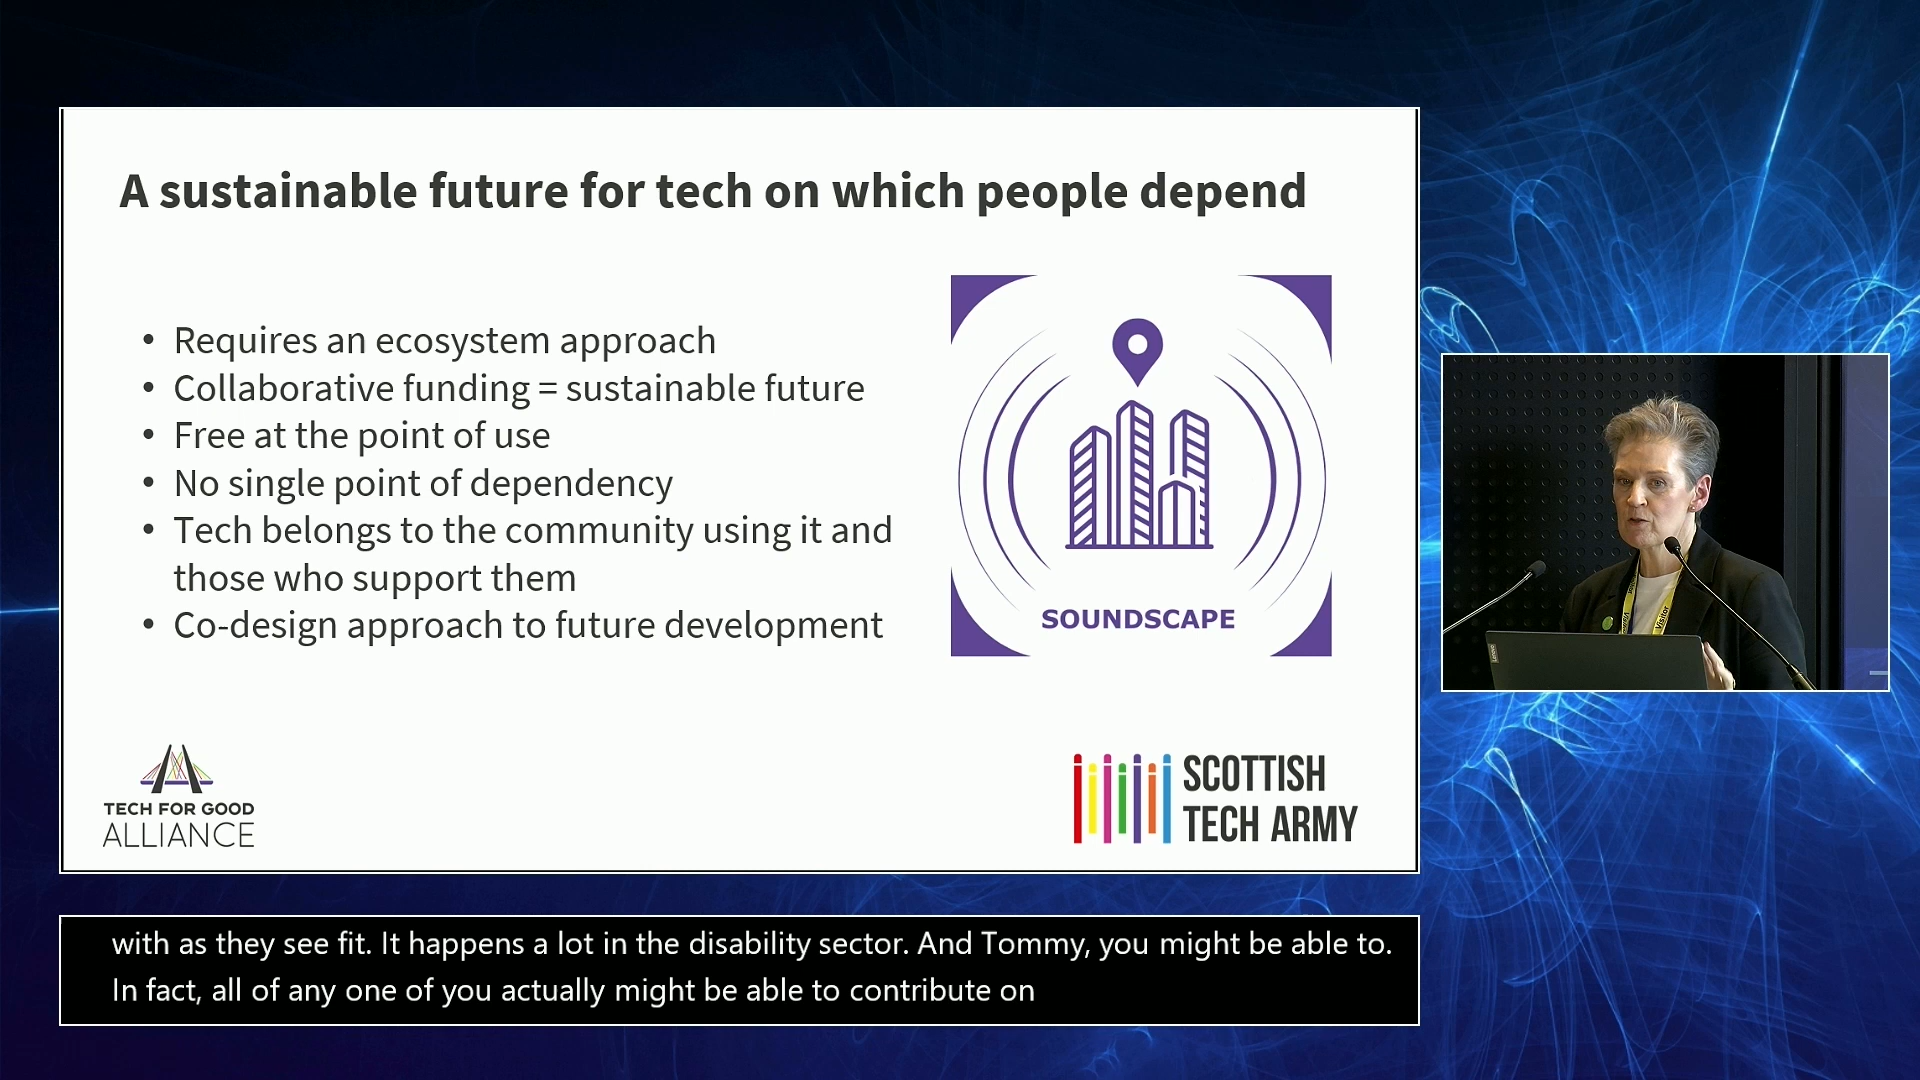 A sustainable future for tech on which people depend
• Requires an ecosystem approach
• Collaborative funding = sustainable future
• Free at the point of use
• No single point of dependency
• Tech belongs to the community using it and
those who support them
• Co-design approach to future development
SOUNDSCAPE
TECH FOR GOOD
ALLIANCE
SCOTTISH
TECH ARMY
Visitor
Lenovo
with as they see fit. It happens a lot in the disability sector. And Tommy, you might be able to.
In fact, all of any one of you actually might be able to contribute on